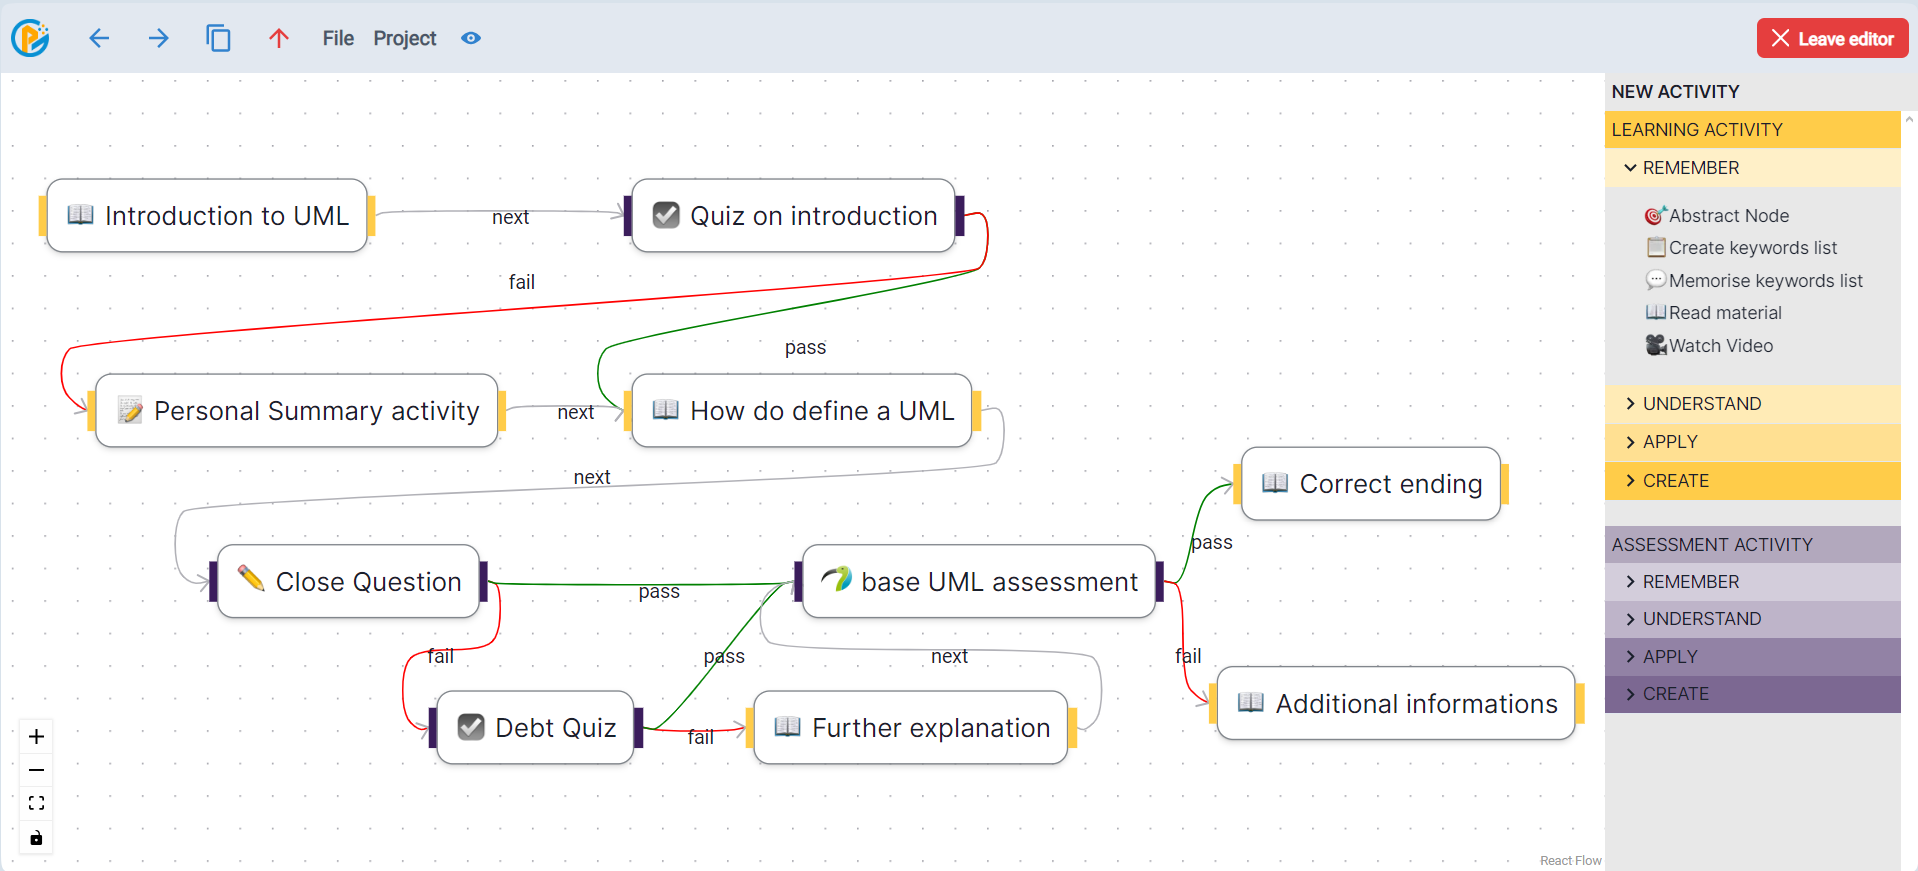 File Project
Leave editor
NEW ACTIVITY
LEARNING ACTIVITY
REMEMBER
Abstract Node
Create keywords list
Memorise keywords list
Read material
Watch Video
UNDERSTAND
APPLY
CREATE
ASSESSMENT ACTIVITY
REMEMBER
UNDERSTAND
APPLY
CREATE
Introduction to UML
next
Quiz on introduction
fail
pass
Personal Summary activity
next
How do define a UML
next
Correct ending
pass
Close Question
pass
base UML assessment
fail
pass
next
fail
Debt Quiz
fail
Further explanation
Additional informations
React Flow